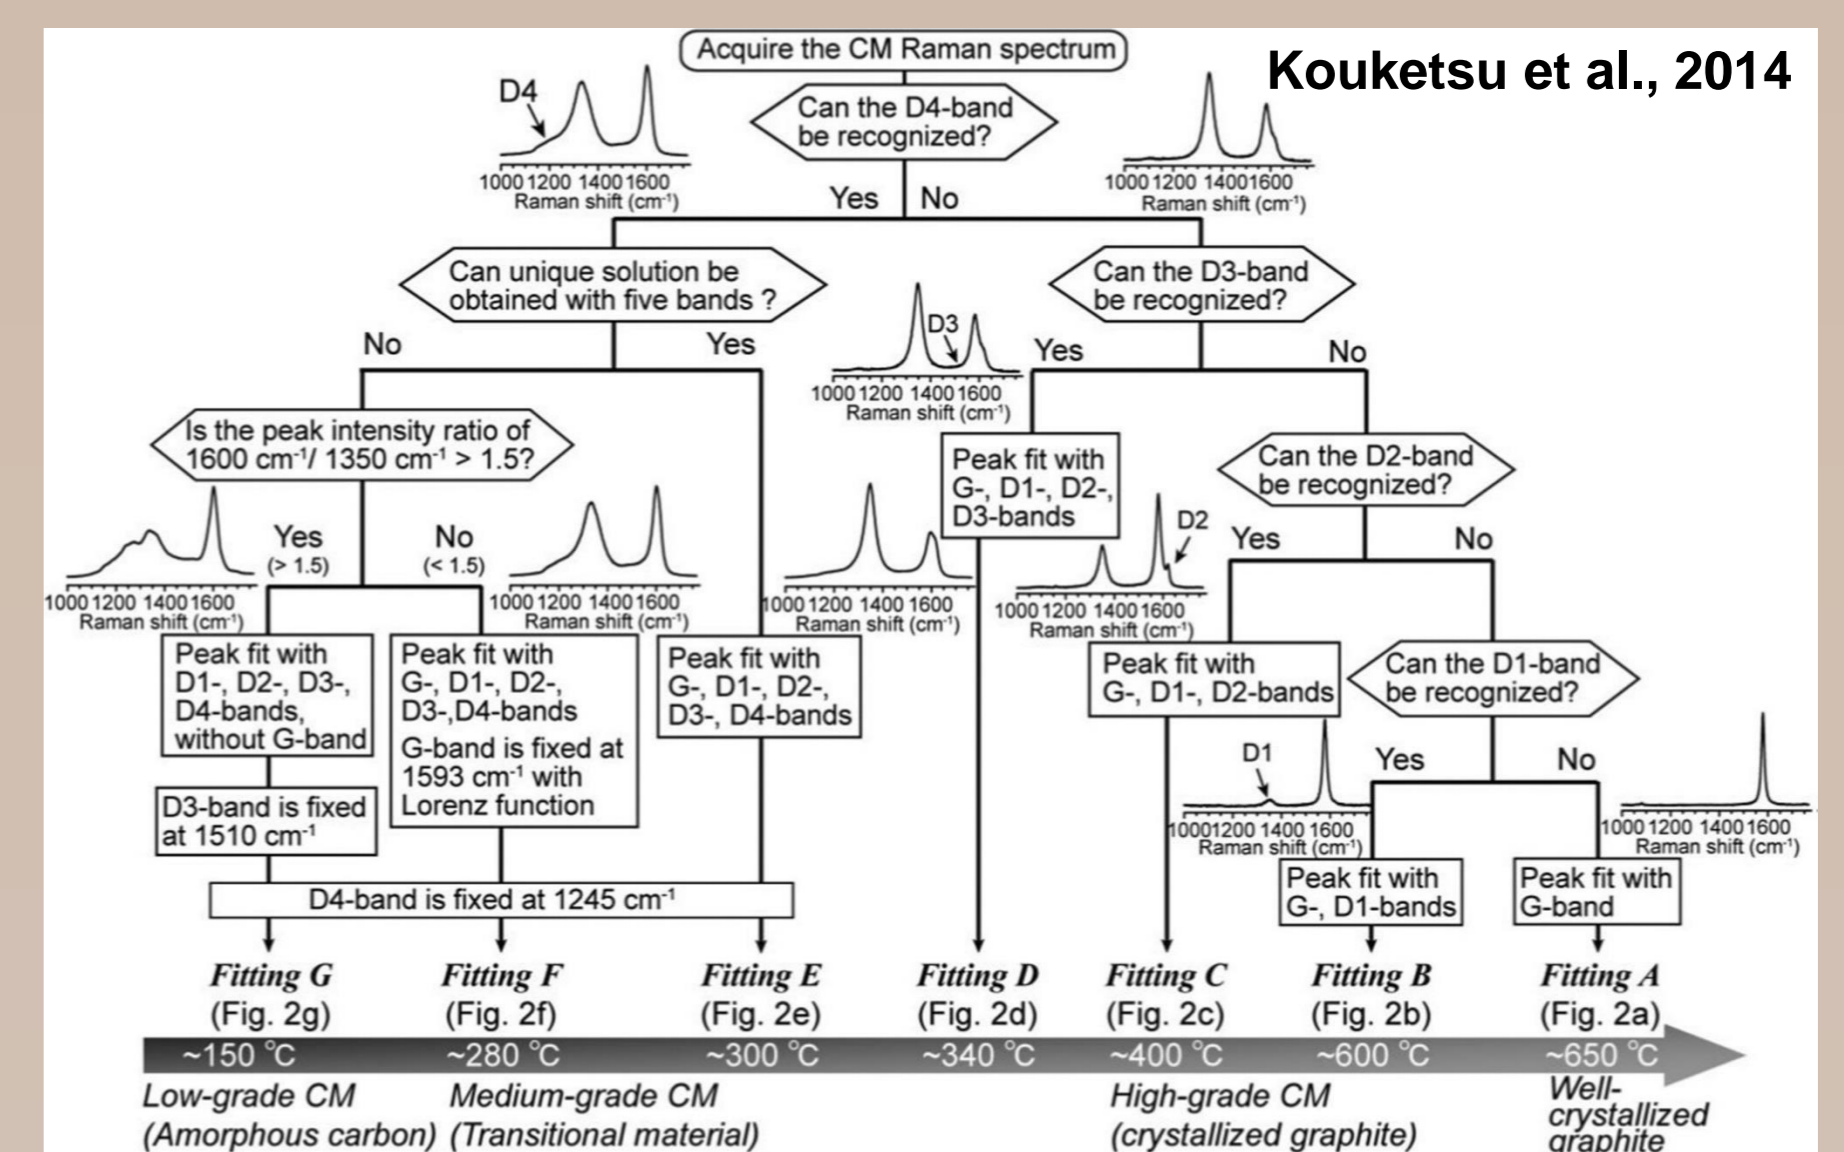 Acquire the CM Raman spectrum
Kouketsu et al., 2014
D4
Can the D4-band
be recognized?
1000 1200 1400 1600
Raman shift (cm⁻¹)
1000 1200 1400 1600
Raman shift (cm⁻¹)
Yes No
Can unique solution be
obtained with five bands ?
Can the D3-band
be recognized?
No Yes
D3
1000 1200 1400 1600
Raman shift (cm⁻¹)
Yes No
Is the peak intensity ratio of
1600 cm⁻¹/ 1350 cm⁻¹ > 1.5?
Peak fit with
G-, D1-, D2-,
D3-bands
Can the D2-band
be recognized?
Yes
(> 1.5)
No
(< 1.5)
D2
Yes No
1000 1200 1400 1600
Raman shift (cm⁻¹)
1000 1200 1400 1600
Raman shift (cm⁻¹)
1000 1200 1400 1600
Raman shift (cm⁻¹)
1000 1200 1400 1600
Raman shift (cm⁻¹)
Peak fit with
D1-, D2-, D3-,
D4-bands,
without G-band
Peak fit with
G-, D1-, D2-,
D3-,D4-bands
G-band is fixed at
1593 cm⁻¹ with
Lorenz function
Peak fit with
G-, D1-, D2-,
D3-, D4-bands
Peak fit with
G-, D1-, D2-bands
Can the D1-band
be recognized?
D1
Yes No
D3-band is fixed
at 1510 cm⁻¹
1000 1200 1400 1600
Raman shift (cm⁻¹)
1000 1200 1400 1600
Raman shift (cm⁻¹)
Peak fit with
G-, D1-bands
Peak fit with
G-band
D4-band is fixed at 1245 cm⁻¹
Fitting G Fitting F Fitting E Fitting D Fitting C Fitting B Fitting A
(Fig. 2g) (Fig. 2f) (Fig. 2e) (Fig. 2d) (Fig. 2c) (Fig. 2b) (Fig. 2a)
~150 °C ~280 °C ~300 °C ~340 °C ~400 °C ~600 °C ~650 °C
Low-grade CM
(Amorphous carbon)
Medium-grade CM
(Transitional material)
High-grade CM
(crystallized graphite)
Well-
crystallized
graphite